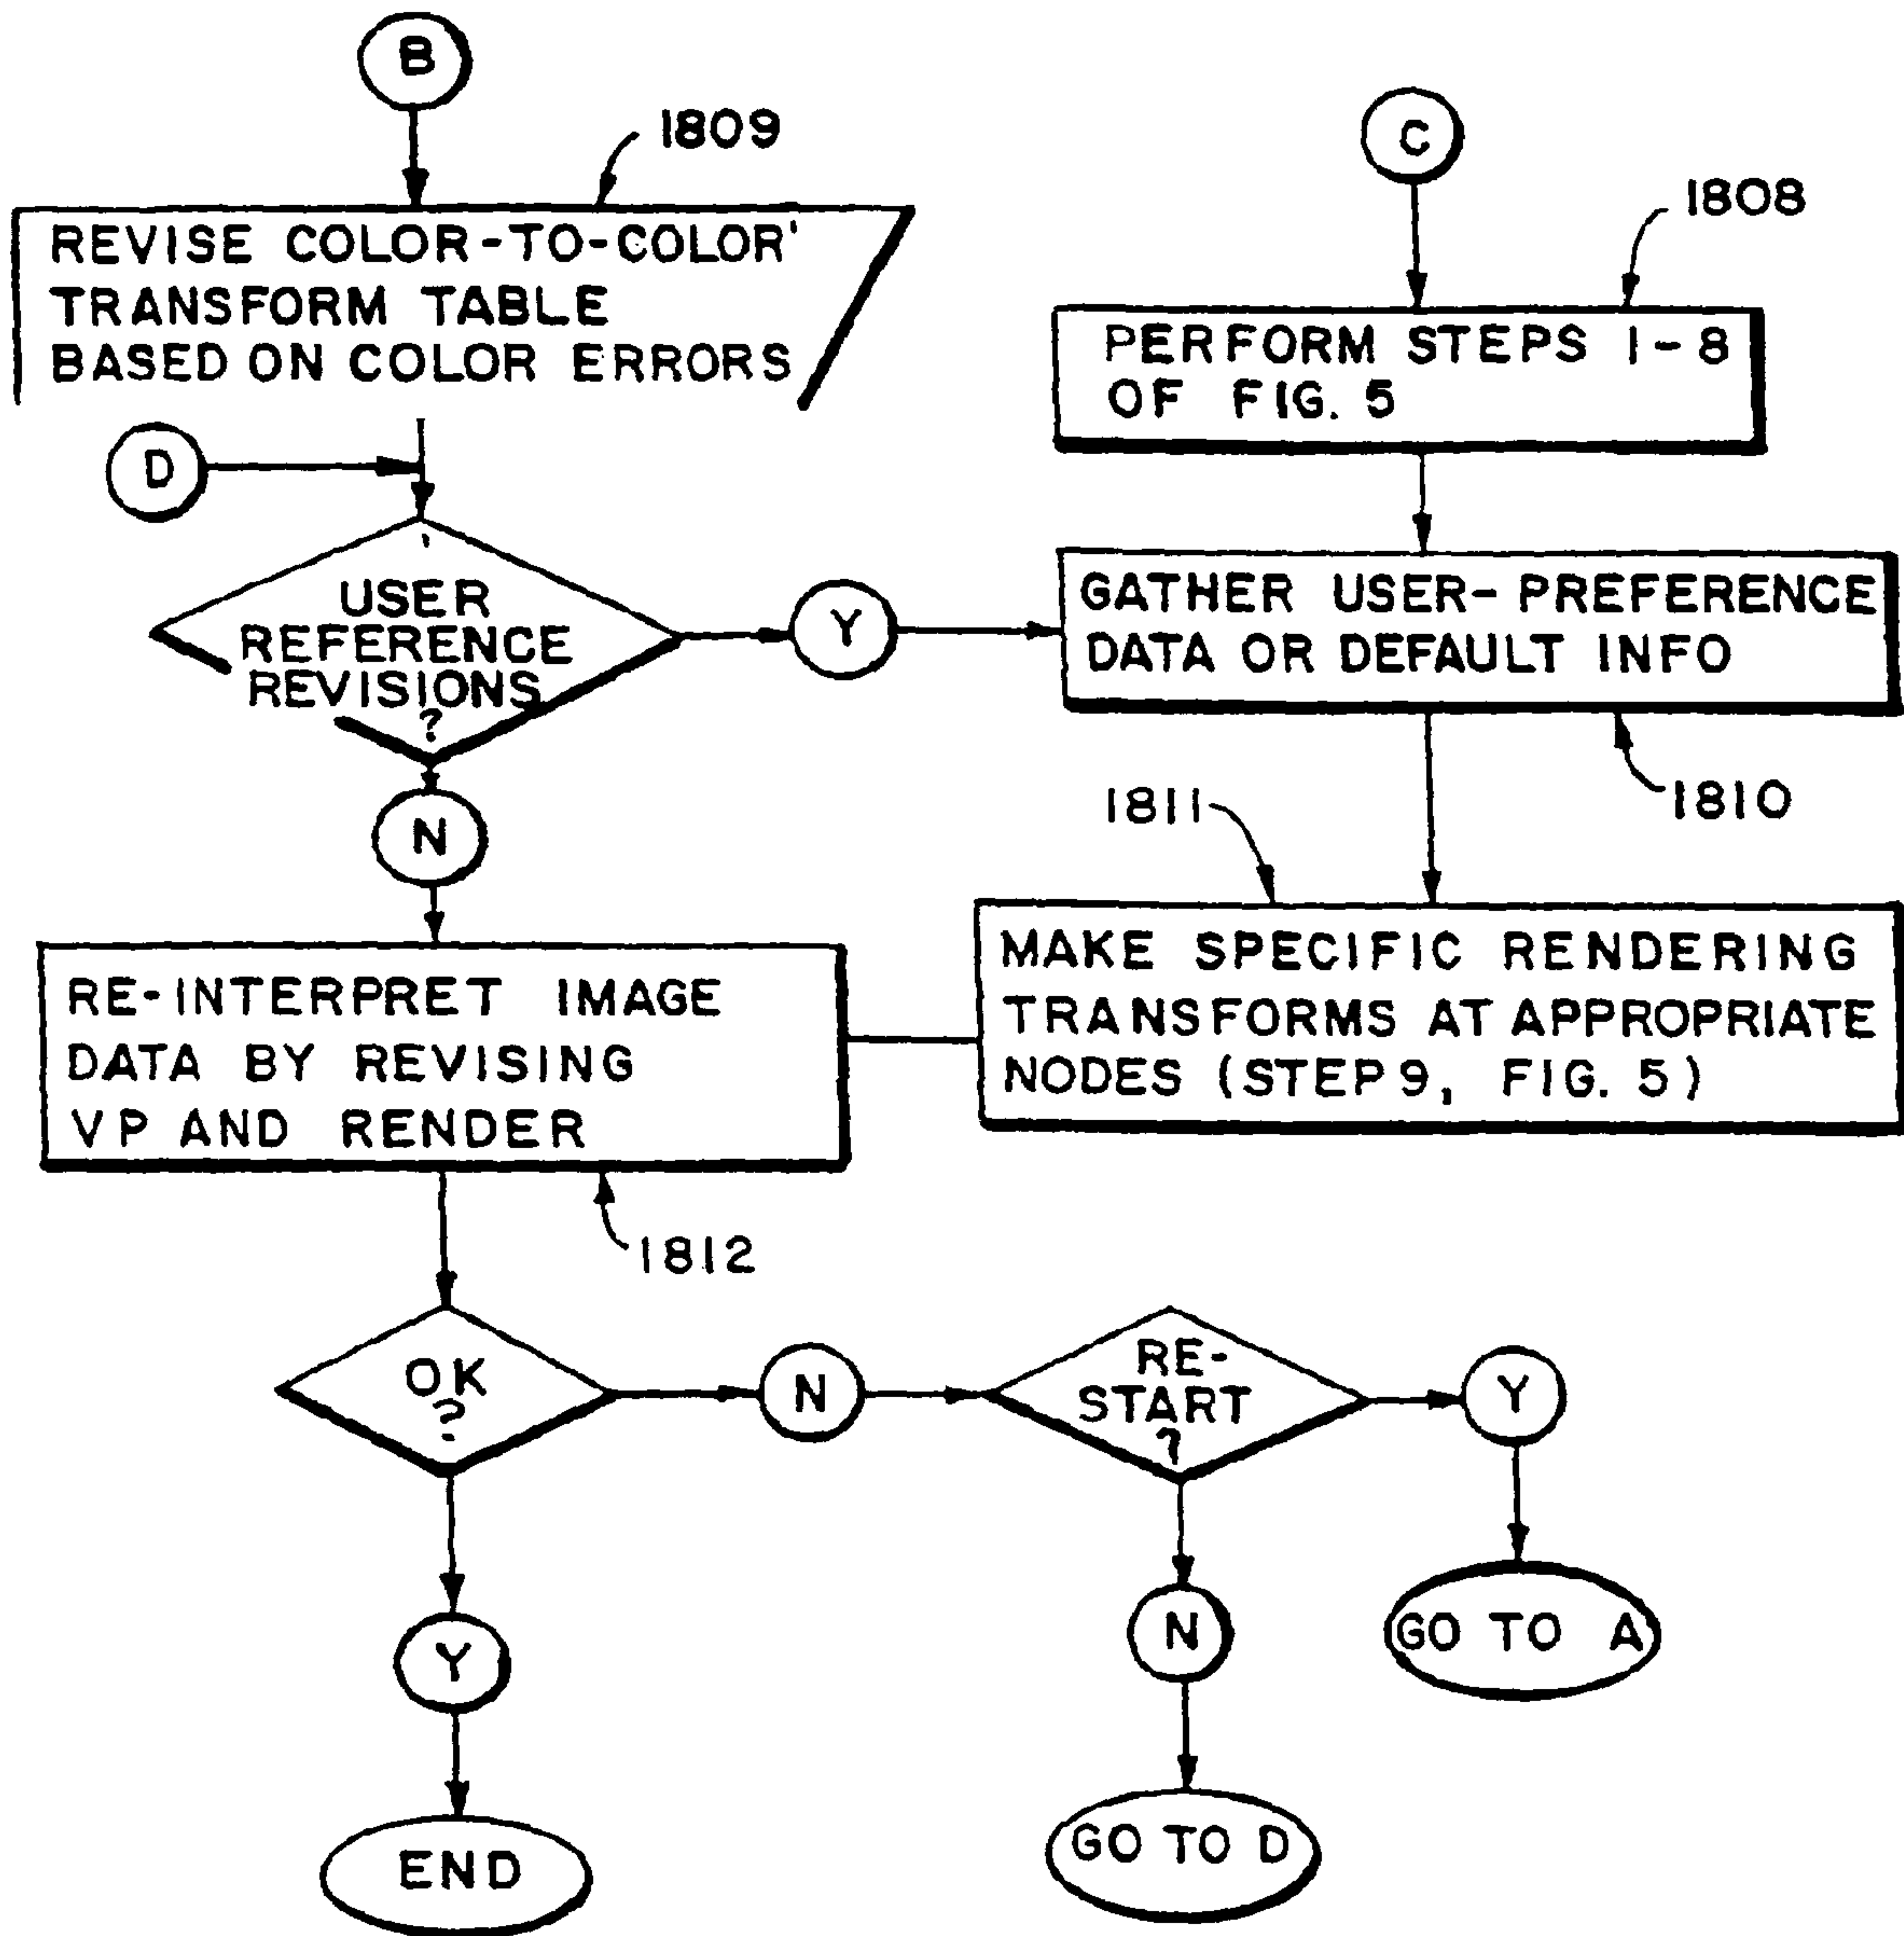 B
1809
REVISE COLOR-TO-COLOR'
TRANSFORM TABLE
BASED ON COLOR ERRORS
C
1808
PERFORM STEPS 1-8
OF FIG. 5
D
USER
REFERENCE
REVISIONS
?
Y
GATHER USER-PREFERENCE
DATA OR DEFAULT INFO
1810
N
1811
MAKE SPECIFIC RENDERING
TRANSFORMS AT APPROPRIATE
NODES (STEP 9, FIG. 5)
RE-INTERPRET IMAGE
DATA BY REVISING
VP AND RENDER
1812
OK
?
N
RE-
START
?
Y
Y
N
GO TO A
END
GO TO D